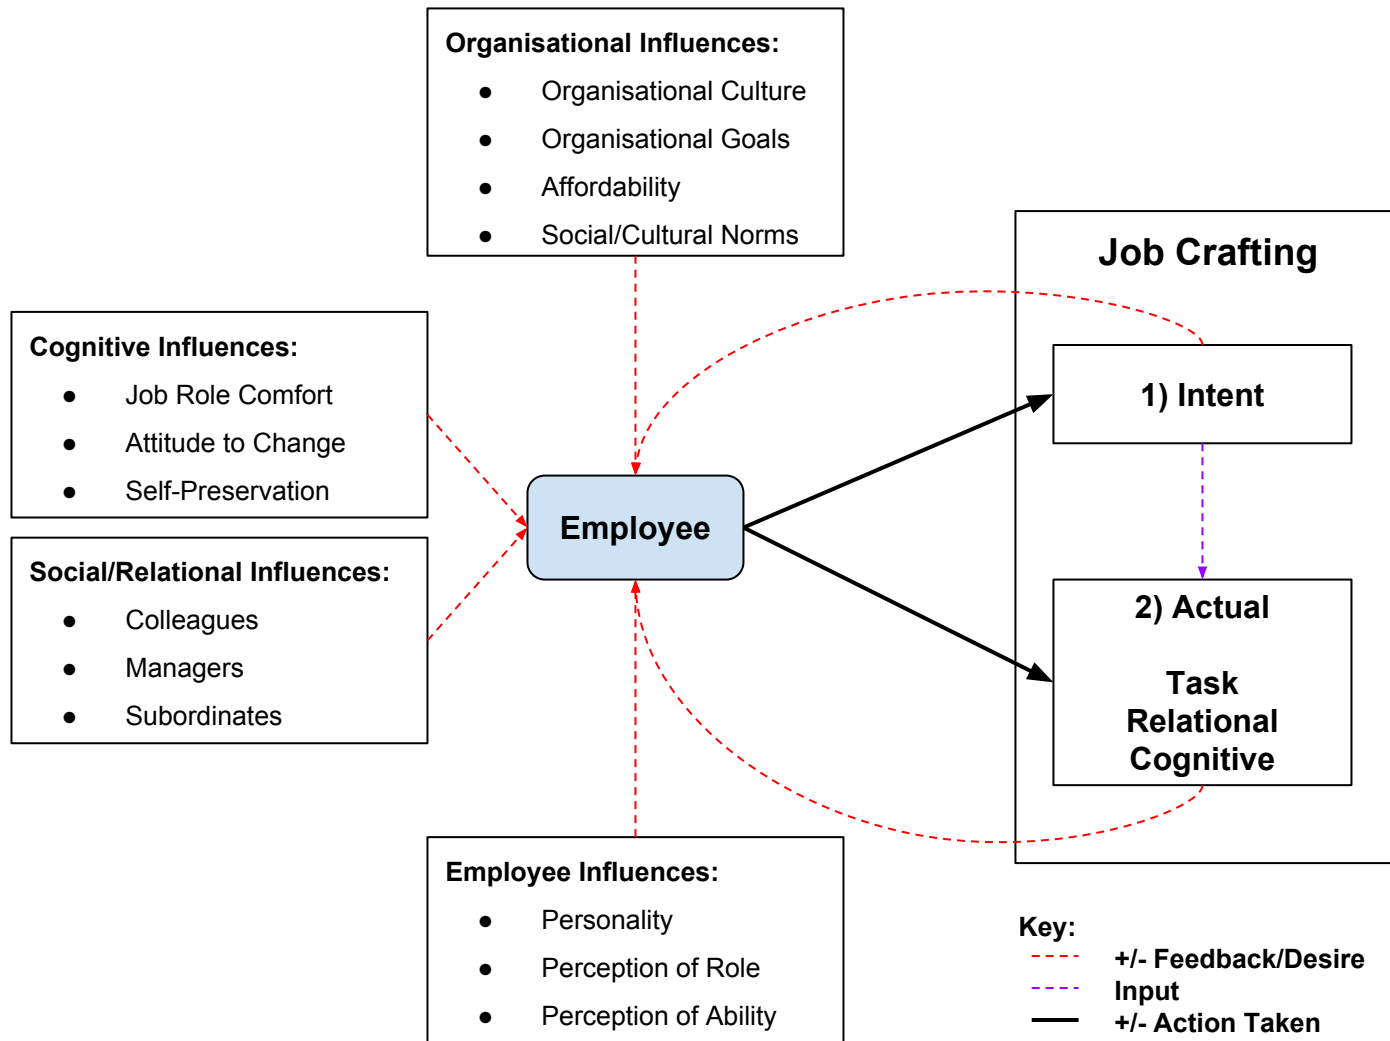 Organisational Influences:
● Organisational Culture
● Organisational Goals
● Affordability
● Social/Cultural Norms
Cognitive Influences:
● Job Role Comfort
● Attitude to Change
● Self-Preservation
Social/Relational Influences:
● Colleagues
● Managers
● Subordinates
Employee
Employee Influences:
● Personality
● Perception of Role
● Perception of Ability
Job Crafting
1) Intent
2) Actual
Task
Relational
Cognitive
Key:
+/- Feedback/Desire
Input
+/- Action Taken